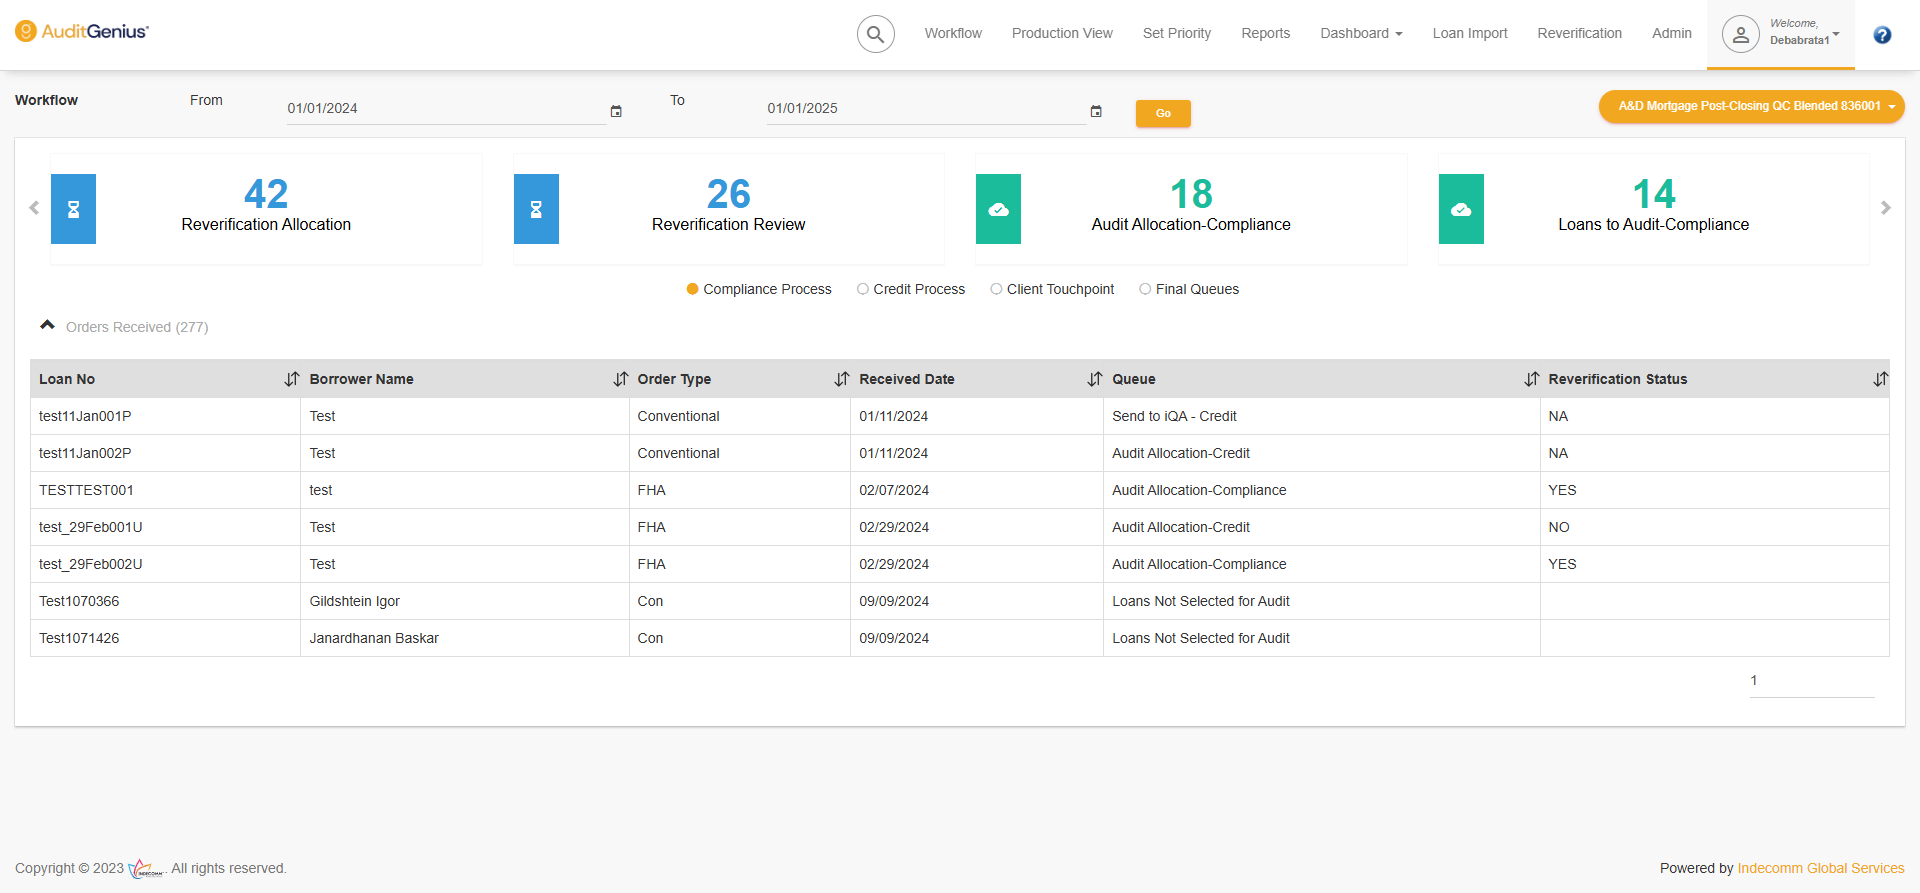 AuditGenius
Workflow Production View Set Priority Reports Dashboard Loan Import Reverification Admin Welcome,
Debabrata1
Workflow From 01/01/2024 To 01/01/2025 Go A&D Mortgage Post-Closing QC Blended 836001
42 26 18 14
Reverification Allocation Reverification Review Audit Allocation-Compliance Loans to Audit-Compliance
Compliance Process Credit Process Client Touchpoint Final Queues
Orders Received (277)
Loan No Borrower Name Order Type Received Date Queue Reverification Status
test11Jan001P Test Conventional 01/11/2024 Send to iQA - Credit NA
test11Jan002P Test Conventional 01/11/2024 Audit Allocation-Credit NA
TESTTEST001 test FHA 02/07/2024 Audit Allocation-Compliance YES
test_29Feb001U Test FHA 02/29/2024 Audit Allocation-Credit NO
test_29Feb002U Test FHA 02/29/2024 Audit Allocation-Compliance YES
Test1070366 Gildshtein Igor Con 09/09/2024 Loans Not Selected for Audit
Test1071426 Janardhanan Baskar Con 09/09/2024 Loans Not Selected for Audit
1
Copyright © 2023 INDECOMM . All rights reserved. Powered by Indecomm Global Services